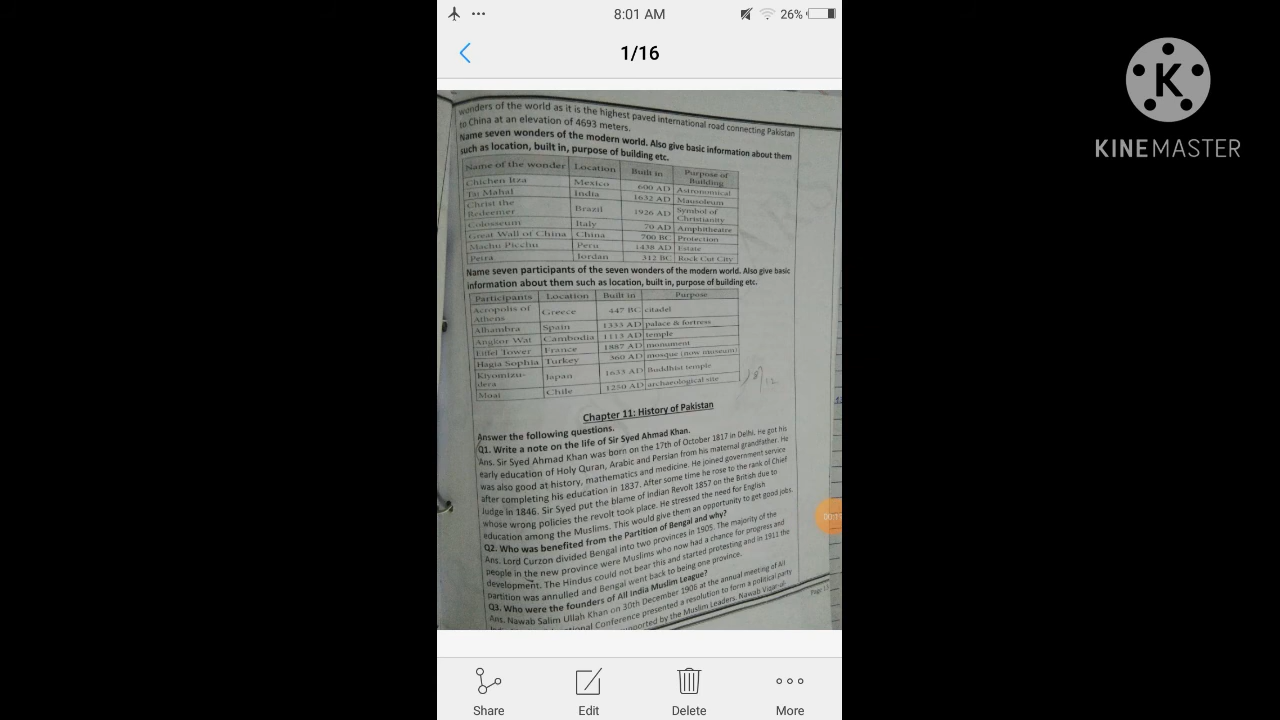 8:01 AM
26%
1/16
KINEMASTER
wonders of the world as it is the highest paved international road connecting Pakistan
to China at an elevation of 4693 meters.
Name seven wonders of the modern world. Also give basic information about them
such as location, built in, purpose of building etc.
Name of the wonder Location Built in Purpose of Building
Chichen Itza Mexico 600 AD Astronomical
Taj Mahal India 1632 AD Mausoleum
Christ the Redeemer Brazil 1926 AD Symbol of Christianity
Colosseum Italy 70 AD Amphitheatre
Great Wall of China China 700 BC Protection
Machu Picchu Peru 1438 AD Estate
Petra Jordan 312 BC Rock Cut City
Name seven participants of the seven wonders of the modern world. Also give basic
information about them such as location, built in, purpose of building etc.
Participants Location Built in Purpose
Acropolis of Athens Greece 447 BC citadel
Alhambra Spain 1333 AD palace & fortress
Angkor Wat Cambodia 1113 AD temple
Eiffel Tower France 1887 AD monument
Hagia Sophia Turkey 360 AD mosque (now museum)
Kiyomizu-dera Japan 1633 AD Buddhist temple
Moai Chile 1250 AD archaeological site
Chapter 11: History of Pakistan
Answer the following questions.
Q1. Write a note on the life of Sir Syed Ahmad Khan.
Ans. Sir Syed Ahmad Khan was born on the 17th of October 1817 in Delhi. He got his
early education of Holy Quran, Arabic and Persian from his maternal grandfather. He
was also good at history, mathematics and medicine. He joined government service
after completing his education in 1837. After some time he rose to the rank of Chief
Judge in 1846. Sir Syed put the blame of Indian Revolt 1857 on the British due to
whose wrong policies the revolt took place. He stressed the need for English
education among the Muslims. This would give them an opportunity to get good jobs.
Q2. Who was benefited from the Partition of Bengal and why?
Ans. Lord Curzon divided Bengal into two provinces in 1905. The majority of the
people in the new province were Muslims who now had a chance for progress and
development. The Hindus could not bear this and started protesting and in 1911 the
partition was annulled and Bengal went back to being one province.
Q3. Who were the founders of All India Muslim League?
Ans. Nawab Salim Ullah Khan on 30th December 1906 at the annual meeting of All
Conference presented a resolution to form a political party
supported by the Muslim Leaders. Nawab
Page
Share
Edit
Delete
More